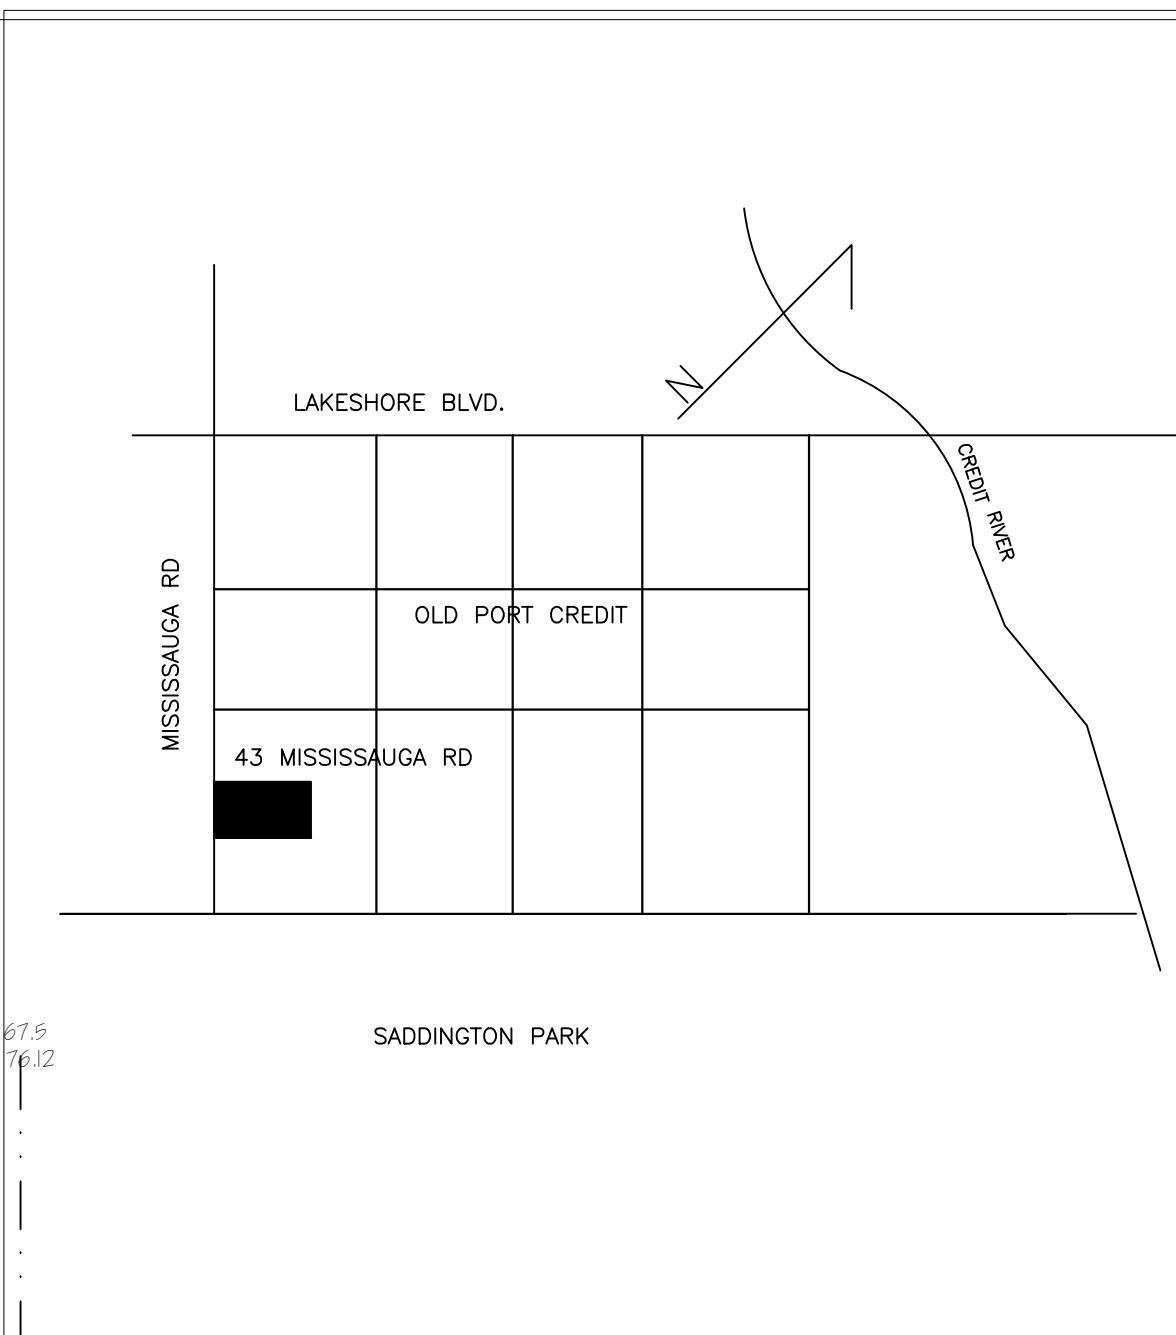 N
LAKESHORE BLVD.
CREDIT RIVER
MISSISSAUGA RD
OLD PORT CREDIT
43 MISSISSAUGA RD
67.5
76.12
SADDINGTON PARK